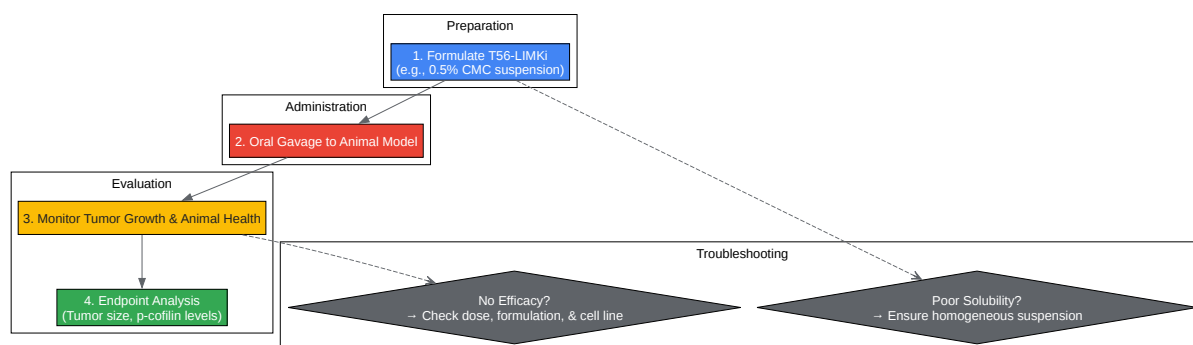 Preparation
1. Formulate T56-LIMKi
(e.g., 0.5% CMC suspension)
Administration
2. Oral Gavage to Animal Model
Evaluation
3. Monitor Tumor Growth & Animal Health
4. Endpoint Analysis
(Tumor size, p-cofilin levels)
Troubleshooting
No Efficacy?
→ Check dose, formulation, & cell line
Poor Solubility?
→ Ensure homogeneous suspension